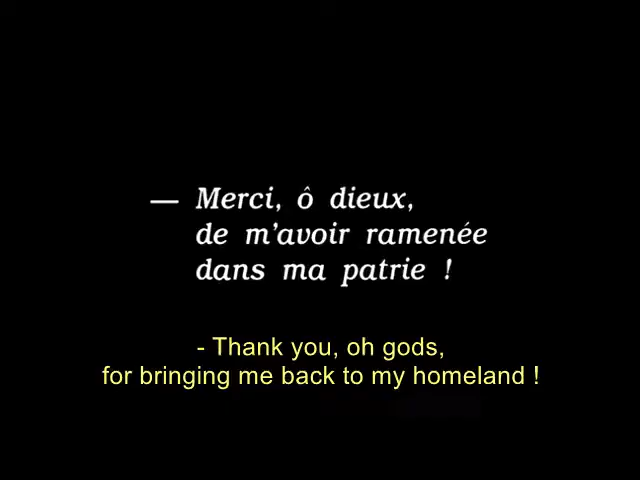 — Merci, ô dieux,
de m'avoir ramenée
dans ma patrie !
- Thank you, oh gods,
for bringing me back to my homeland !